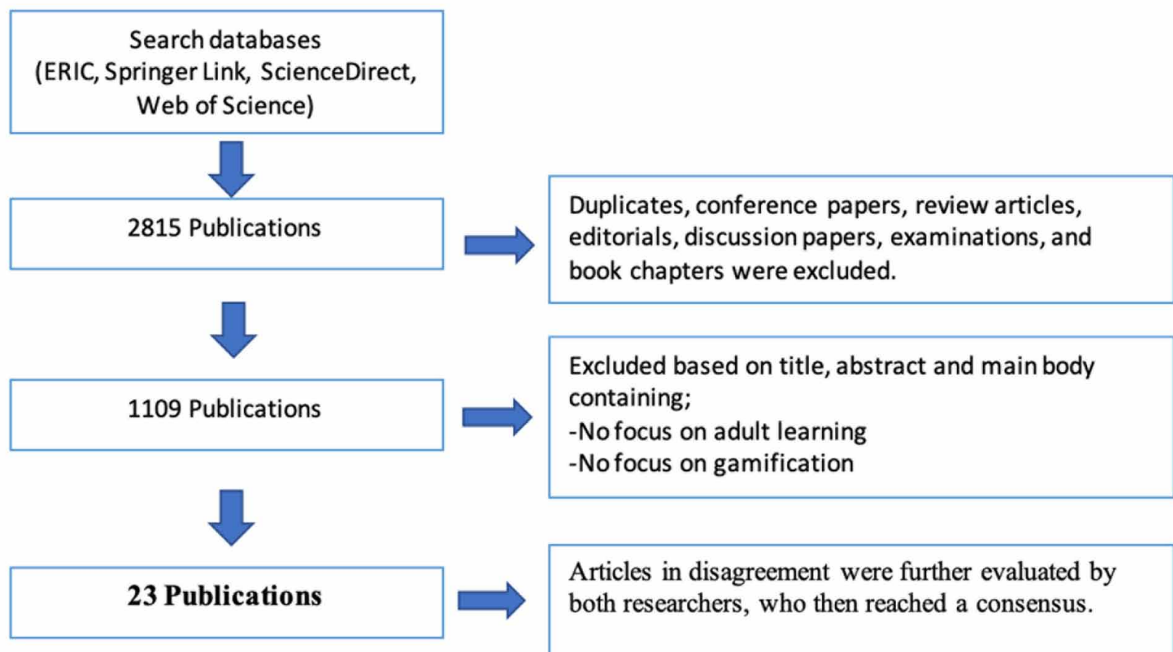 Search databases
(ERIC, Springer Link, ScienceDirect,
Web of Science)
2815 Publications
Duplicates, conference papers, review articles,
editorials, discussion papers, examinations, and
book chapters were excluded.
1109 Publications
Excluded based on title, abstract and main body
containing;
-No focus on adult learning
-No focus on gamification
23 Publications
Articles in disagreement were further evaluated by
both researchers, who then reached a consensus.